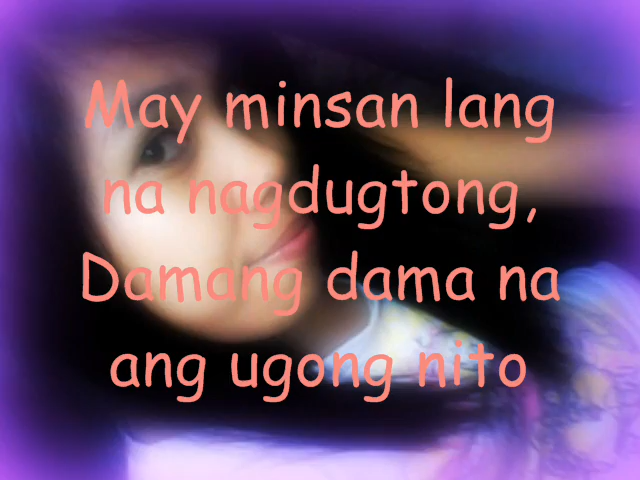 May minsan lang
na nagdugtong,
Damang dama na
ang ugong nito